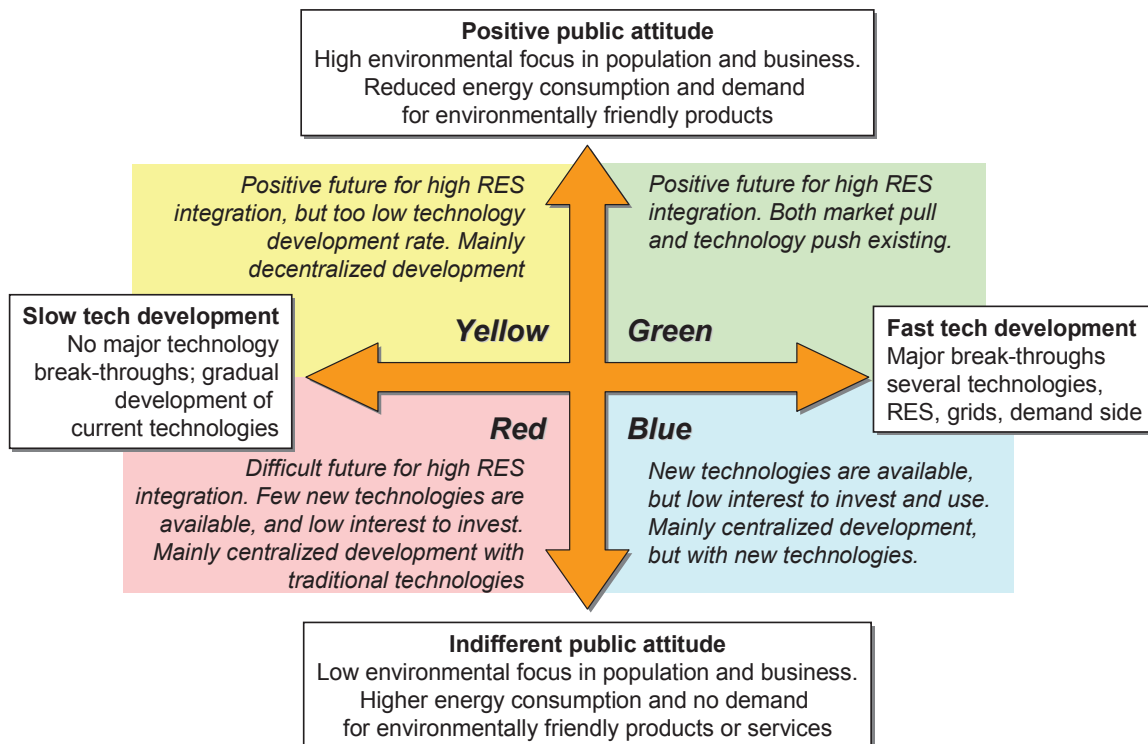 Positive public attitude
High environmental focus in population and business.
Reduced energy consumption and demand
for environmentally friendly products
Positive future for high RES
integration, but too low technology
development rate. Mainly
decentralized development
Positive future for high RES
integration. Both market pull
and technology push existing.
Slow tech development
No major technology
break-throughs; gradual
development of
current technologies
Yellow
Green
Fast tech development
Major break-throughs
several technologies,
RES, grids, demand side
Red
Blue
Difficult future for high RES
integration. Few new technologies are
available, and low interest to invest.
Mainly centralized development with
traditional technologies
New technologies are available,
but low interest to invest and use.
Mainly centralized development,
but with new technologies.
Indifferent public attitude
Low environmental focus in population and business.
Higher energy consumption and no demand
for environmentally friendly products or services